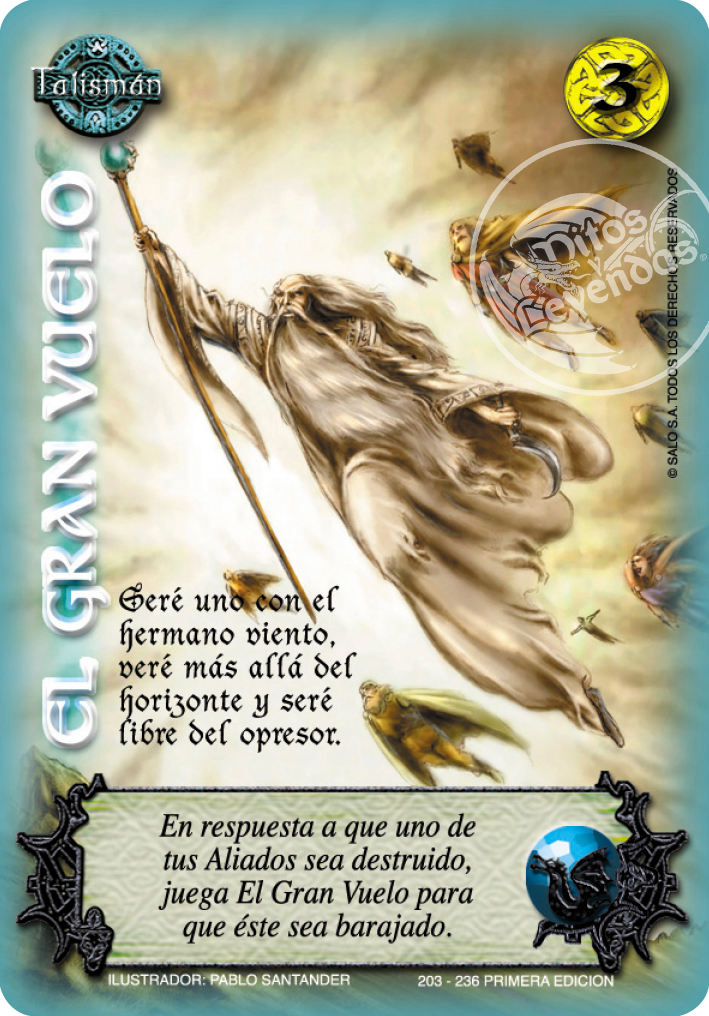 Talismán
3
EL GRAN VUELO
Mitos
y
Leyendas
© SALO S.A. TODOS LOS DERECHOS RESERVADOS
Seré uno con el
hermano viento,
veré más allá del
horizonte y seré
libre del opresor.
En respuesta a que uno de
tus Aliados sea destruido,
juega El Gran Vuelo para
que éste sea barajado.
ILUSTRADOR: PABLO SANTANDER
203 - 236 PRIMERA EDICION